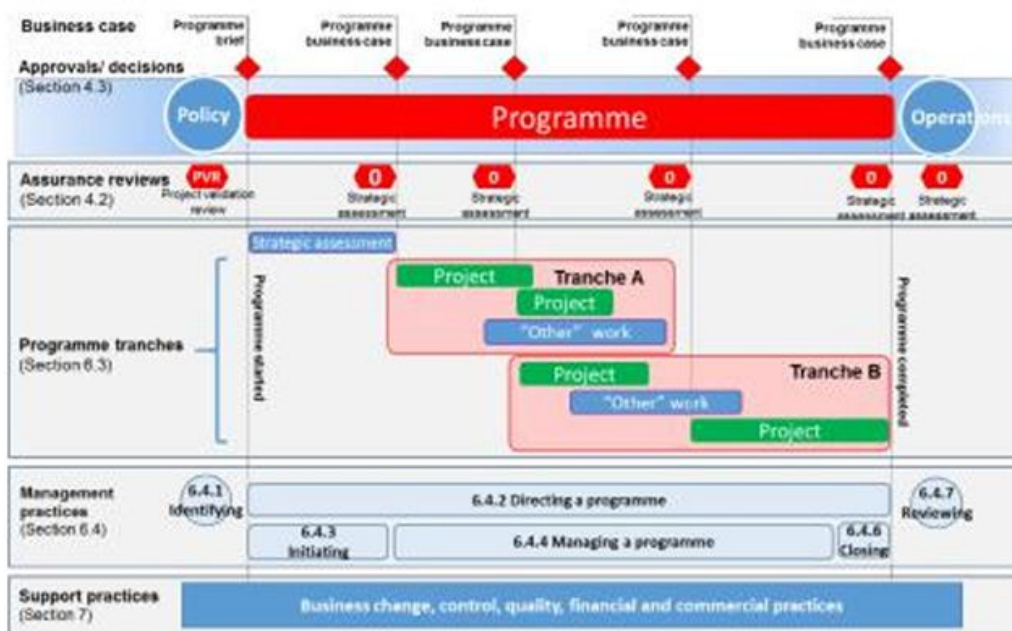 Business case
Programme
brief
Programme
business case
Programme
business case
Programme
business case
Programme
business case
Approvals/ decisions
(Section 4.3)
Policy
Programme
Operations
Assurance reviews
(Section 4.2)
PVR
Project validation
review
0
Strategic
assessment
0
Strategic
assessment
0
Strategic
assessment
0
Strategic
assessment
0
Strategic
assessment
Programme tranches
(Section 6.3)
Strategic assessment
Programme started
Project
Tranche A
Project
"Other" work
Project
Tranche B
"Other" work
Project
Programme completed
Management
practices
(Section 6.4)
6.4.1
Identifying
6.4.2 Directing a programme
6.4.7
Reviewing
6.4.3
Initiating
6.4.4 Managing a programme
6.4.6
Closing
Support practices
(Section 7)
Business change, control, quality, financial and commercial practices